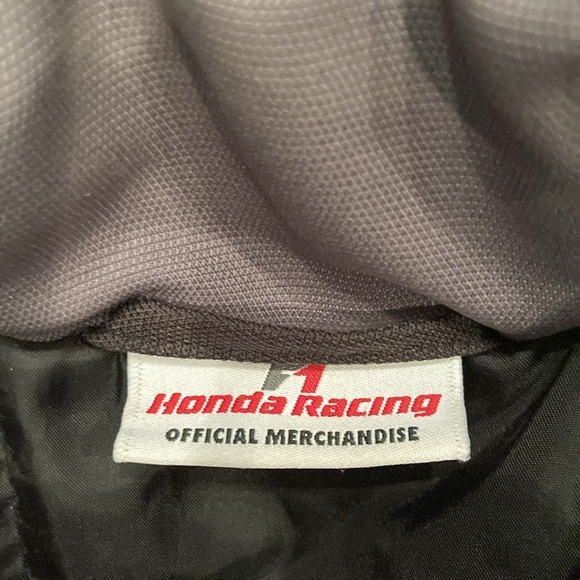 F1
Honda Racing
OFFICIAL MERCHANDISE